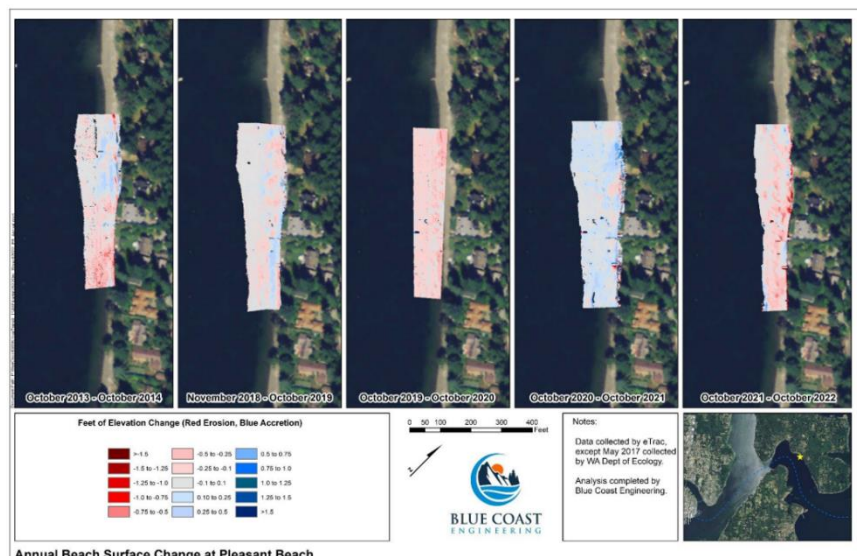 October 2013 - October 2014
November 2018 - October 2019
October 2019 - October 2020
October 2020 - October 2021
October 2021 - October 2022
Feet of Elevation Change (Red Erosion, Blue Accretion)
>-1.5
-1.5 to -1.25
-1.25 to -1.0
-1.0 to -0.75
-0.75 to -0.5
-0.5 to -0.25
-0.25 to -0.1
-0.1 to 0.1
0.10 to 0.25
0.25 to 0.5
0.5 to 0.75
0.75 to 1.0
1.0 to 1.25
1.25 to 1.5
>1.5
0 50 100 200 300 400
Feet
N
BLUE COAST
ENGINEERING
Notes:
Data collected by eTrac,
except May 2017 collected
by WA Dept of Ecology.
Analysis completed by
Blue Coast Engineering.
Annual Beach Surface Change at Pleasant Beach